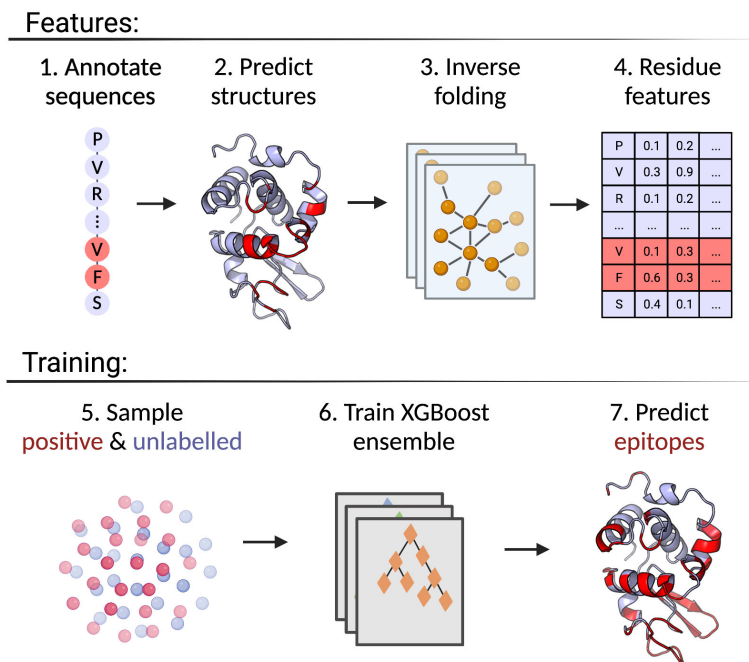 Features:
1. Annotate
sequences
2. Predict
structures
3. Inverse
folding
4. Residue
features
P
V
R
⋮
V
F
S
P 0.1 0.2 ...
V 0.3 0.9 ...
R 0.1 0.2 ...
... ... ... ...
V 0.1 0.3 ...
F 0.6 0.3 ...
S 0.4 0.1 ...
Training:
5. Sample
positive & unlabelled
6. Train XGBoost
ensemble
7. Predict
epitopes